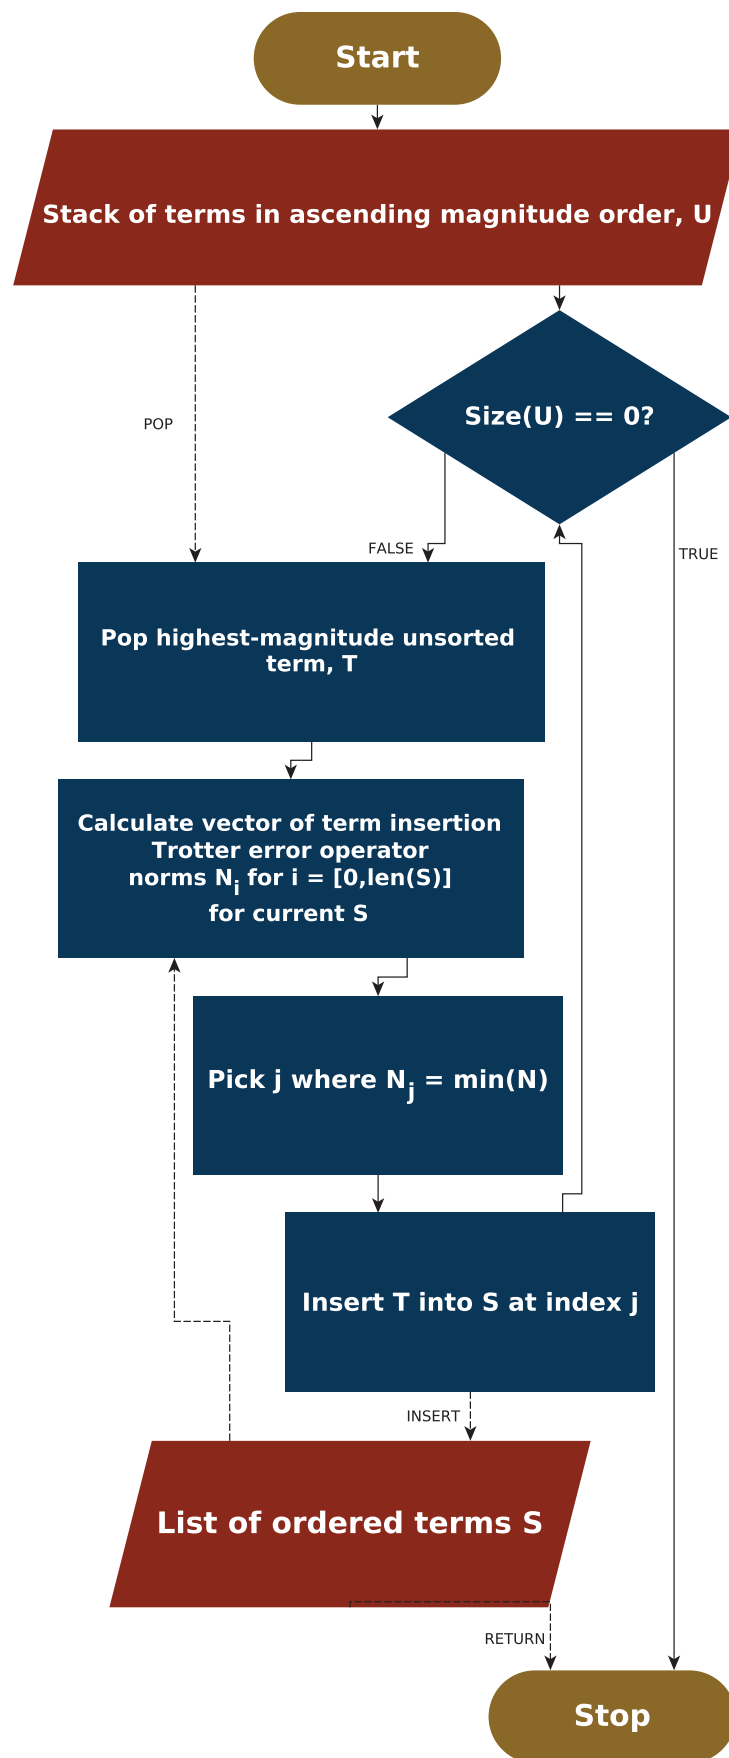 Start
Stack of terms in ascending magnitude order, U
Size(U) == 0?
POP
FALSE
TRUE
Pop highest-magnitude unsorted
term, T
Calculate vector of term insertion
Trotter error operator
norms Ni for i = [0,len(S)]
for current S
Pick j where Nj = min(N)
Insert T into S at index j
INSERT
List of ordered terms S
RETURN
Stop